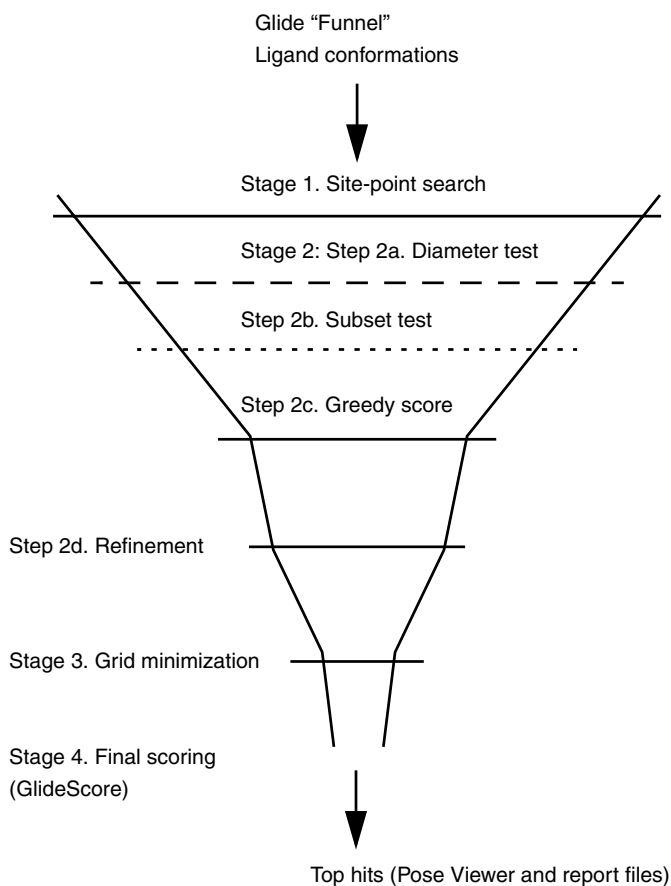 Glide “Funnel”
Ligand conformations
Stage 1. Site-point search
Stage 2: Step 2a. Diameter test
Step 2b. Subset test
Step 2c. Greedy score
Step 2d. Refinement
Stage 3. Grid minimization
Stage 4. Final scoring
(GlideScore)
Top hits (Pose Viewer and report files)